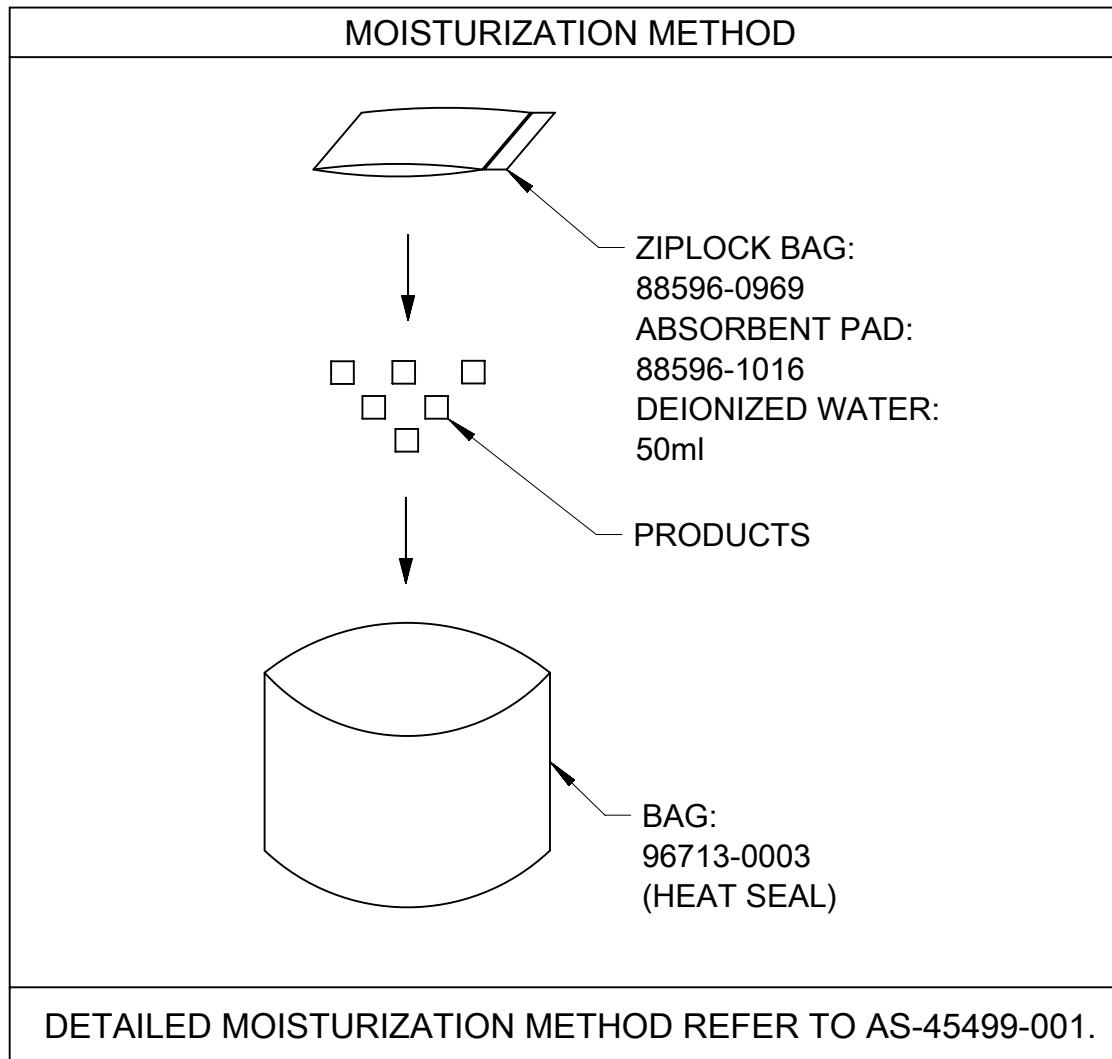 MOISTURIZATION METHOD
ZIPLOCK BAG:
88596-0969
ABSORBENT PAD:
88596-1016
DEIONIZED WATER:
50ml
PRODUCTS
BAG:
96713-0003
(HEAT SEAL)
DETAILED MOISTURIZATION METHOD REFER TO AS-45499-001.